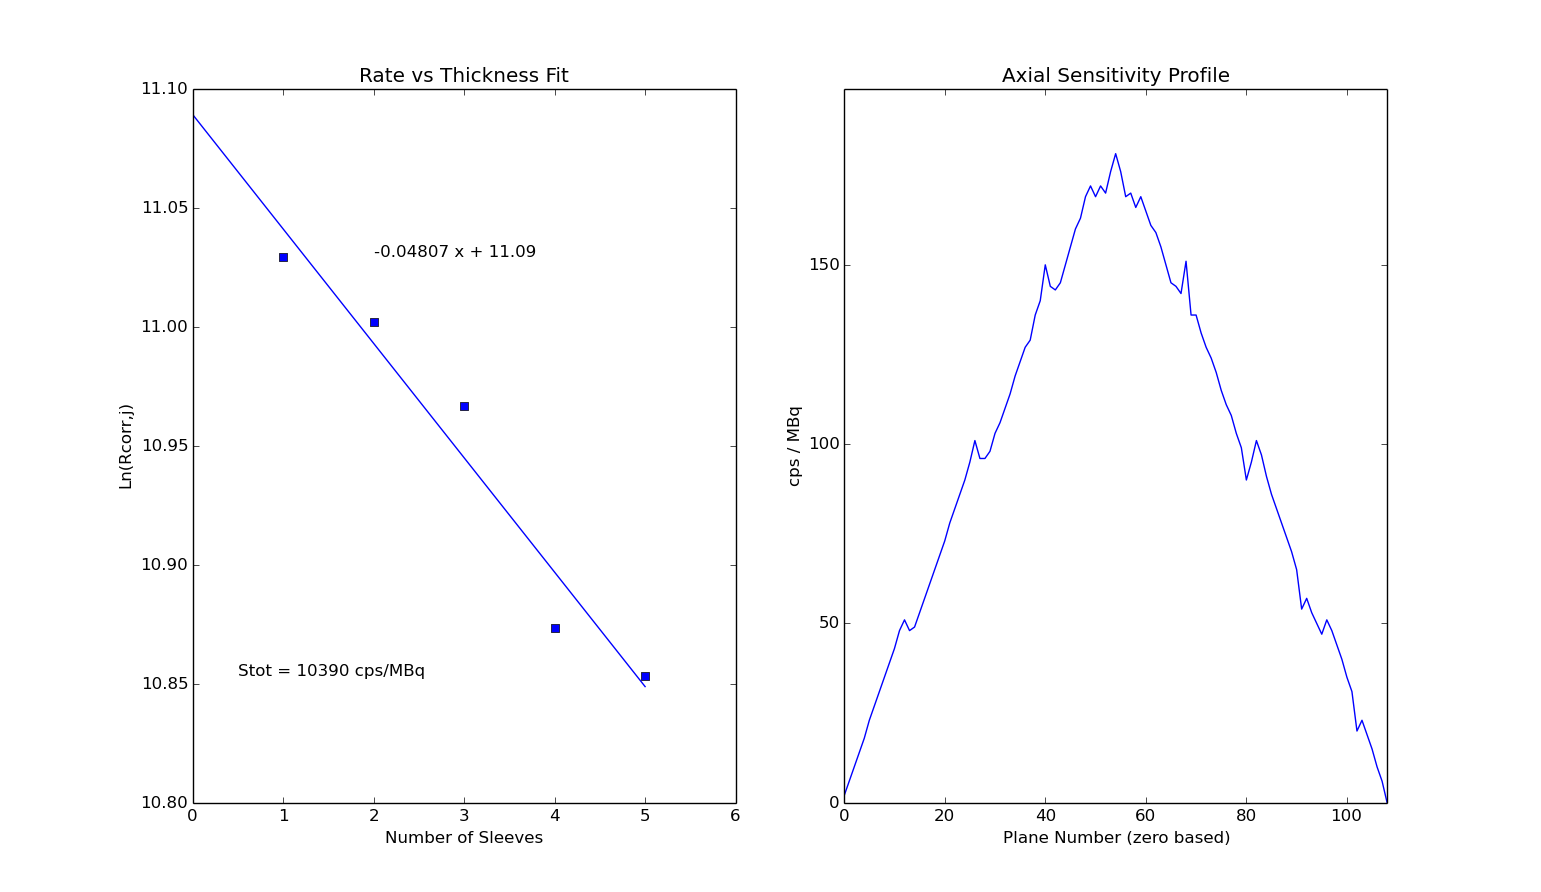 Rate vs Thickness Fit
11.10
11.05
11.00
10.95
10.90
10.85
10.80
Ln(Rcorr,j)
-0.04807 x + 11.09
Stot = 10390 cps/MBq
0 1 2 3 4 5 6
Number of Sleeves
Axial Sensitivity Profile
150
100
50
0
cps / MBq
0 20 40 60 80 100
Plane Number (zero based)